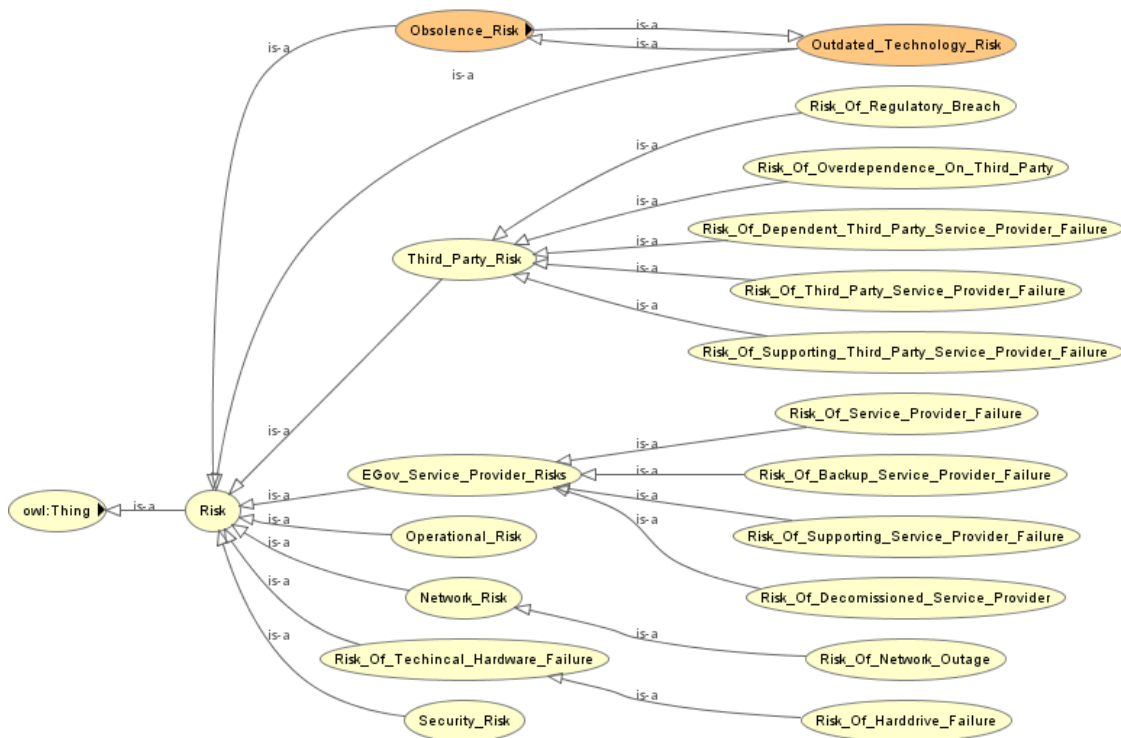 Obsolence_Risk
is-a
is-a
Outdated_Technology_Risk
is-a
is-a
Risk_Of_Regulatory_Breach
is-a
Risk_Of_Overdependence_On_Third_Party
is-a
Risk_Of_Dependent_Third_Party_Service_Provider_Failure
is-a
Third_Party_Risk
is-a
Risk_Of_Third_Party_Service_Provider_Failure
is-a
Risk_Of_Supporting_Third_Party_Service_Provider_Failure
Risk_Of_Service_Provider_Failure
is-a
is-a
EGov_Service_Provider_Risks
is-a
Risk_Of_Backup_Service_Provider_Failure
is-a
is-a
owl:Thing
is-a
Risk
is-a
is-a
Operational_Risk
Risk_Of_Supporting_Service_Provider_Failure
is-a
is-a
Network_Risk
Risk_Of_Decomissioned_Service_Provider
is-a
is-a
Risk_Of_Techincal_Hardware_Failure
Risk_Of_Network_Outage
is-a
Security_Risk
Risk_Of_Harddrive_Failure